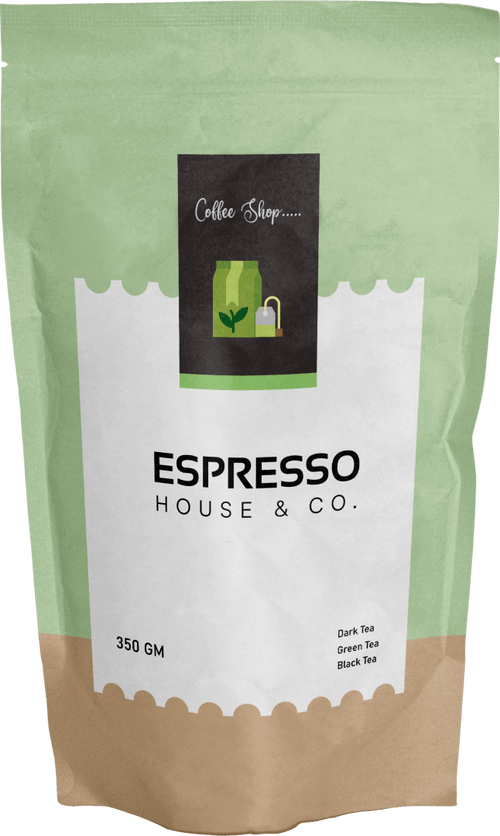 Coffee Shop.....
ESPRESSO
HOUSE & CO.
350 GM
Dark Tea
Green Tea
Black Tea